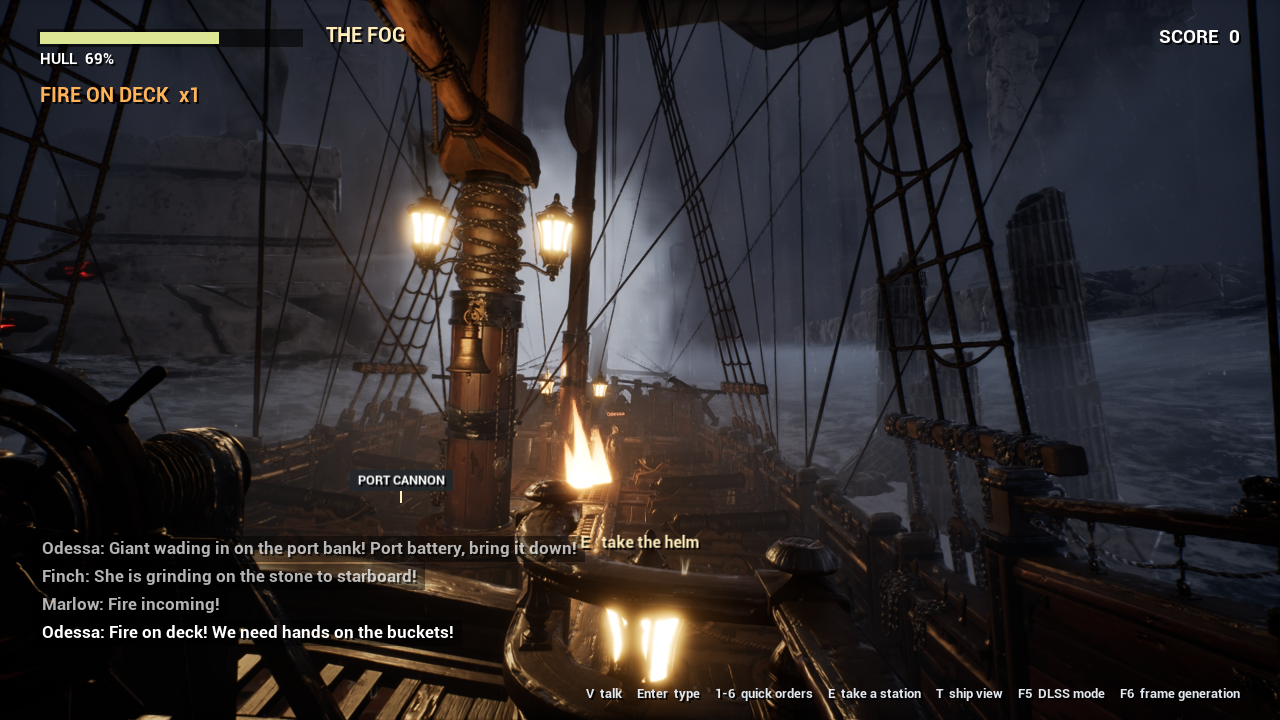 THE FOG
SCORE 0
HULL 69%
FIRE ON DECK x1
Odessa
PORT CANNON
E take the helm
Odessa: Giant wading in on the port bank! Port battery, bring it down!
Finch: She is grinding on the stone to starboard!
Marlow: Fire incoming!
Odessa: Fire on deck! We need hands on the buckets!
V talk Enter type 1-6 quick orders E take a station T ship view F5 DLSS mode F6 frame generation